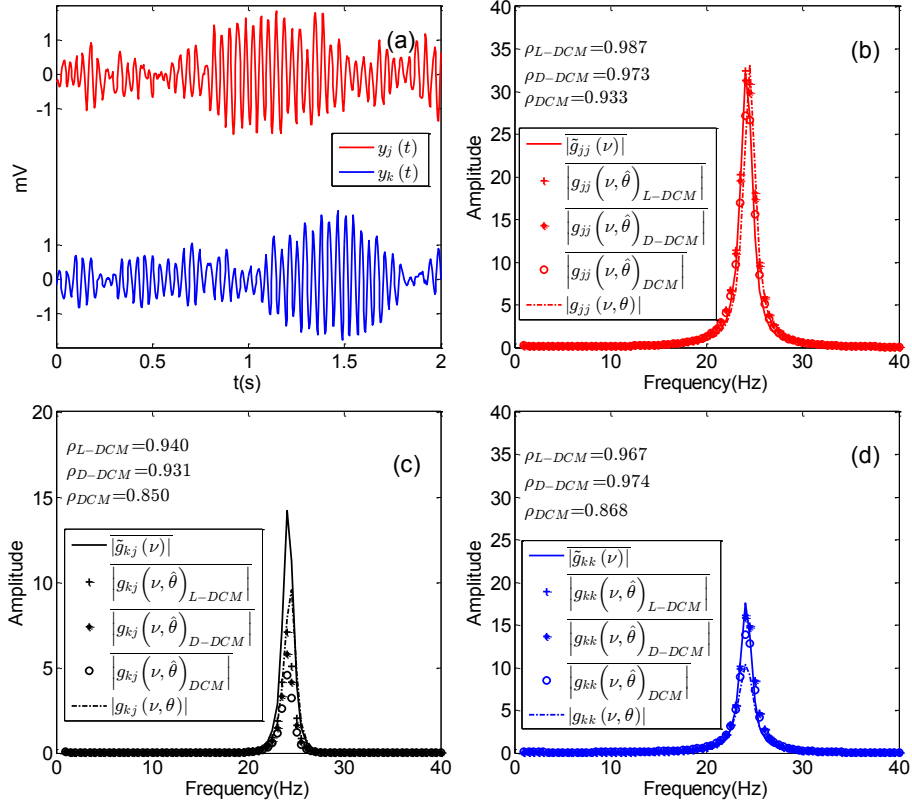 (a)
1
0
-1
1
0
-1
mV
y_j (t)
y_k (t)
0 0.5 1 1.5 2
t(s)
(b)
ρ_{L-DCM}=0.987
ρ_{D-DCM}=0.973
ρ_{DCM}=0.933
40
35
30
25
20
15
10
5
0
Amplitude
|g̃_{jj} (ν)|
|g_{jj} (ν, θ̂)_{L-DCM}|
|g_{jj} (ν, θ̂)_{D-DCM}|
|g_{jj} (ν, θ̂)_{DCM}|
|g_{jj} (ν, θ)|
0 10 20 30 40
Frequency(Hz)
(c)
ρ_{L-DCM}=0.940
ρ_{D-DCM}=0.931
ρ_{DCM}=0.850
20
15
10
5
0
Amplitude
|g̃_{kj} (ν)|
|g_{kj} (ν, θ̂)_{L-DCM}|
|g_{kj} (ν, θ̂)_{D-DCM}|
|g_{kj} (ν, θ̂)_{DCM}|
|g_{kj} (ν, θ)|
0 10 20 30 40
Frequency(Hz)
(d)
ρ_{L-DCM}=0.967
ρ_{D-DCM}=0.974
ρ_{DCM}=0.868
40
30
20
10
0
Amplitude
|g̃_{kk} (ν)|
|g_{kk} (ν, θ̂)_{L-DCM}|
|g_{kk} (ν, θ̂)_{D-DCM}|
|g_{kk} (ν, θ̂)_{DCM}|
|g_{kk} (ν, θ)|
0 10 20 30 40
Frequency(Hz)